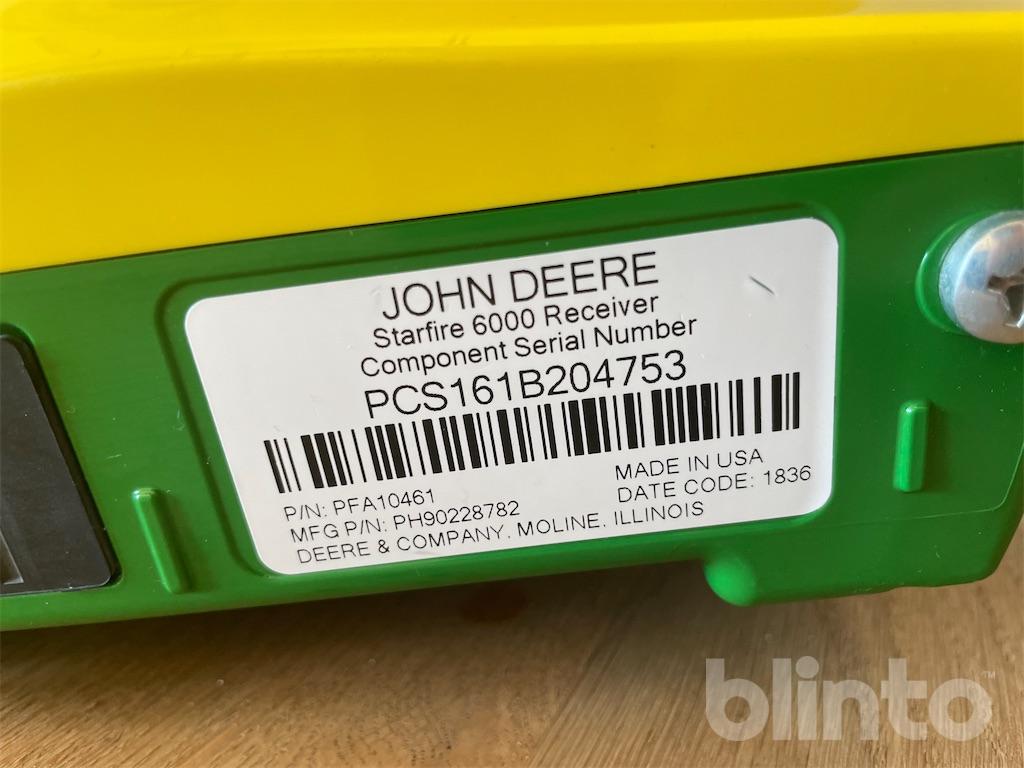 JOHN DEERE
Starfire 6000 Receiver
Component Serial Number
PCS161B204753
P/N: PFA10461
MADE IN USA
MFG P/N: PH90228782
DATE CODE: 1836
DEERE & COMPANY. MOLINE. ILLINOIS
blinto™